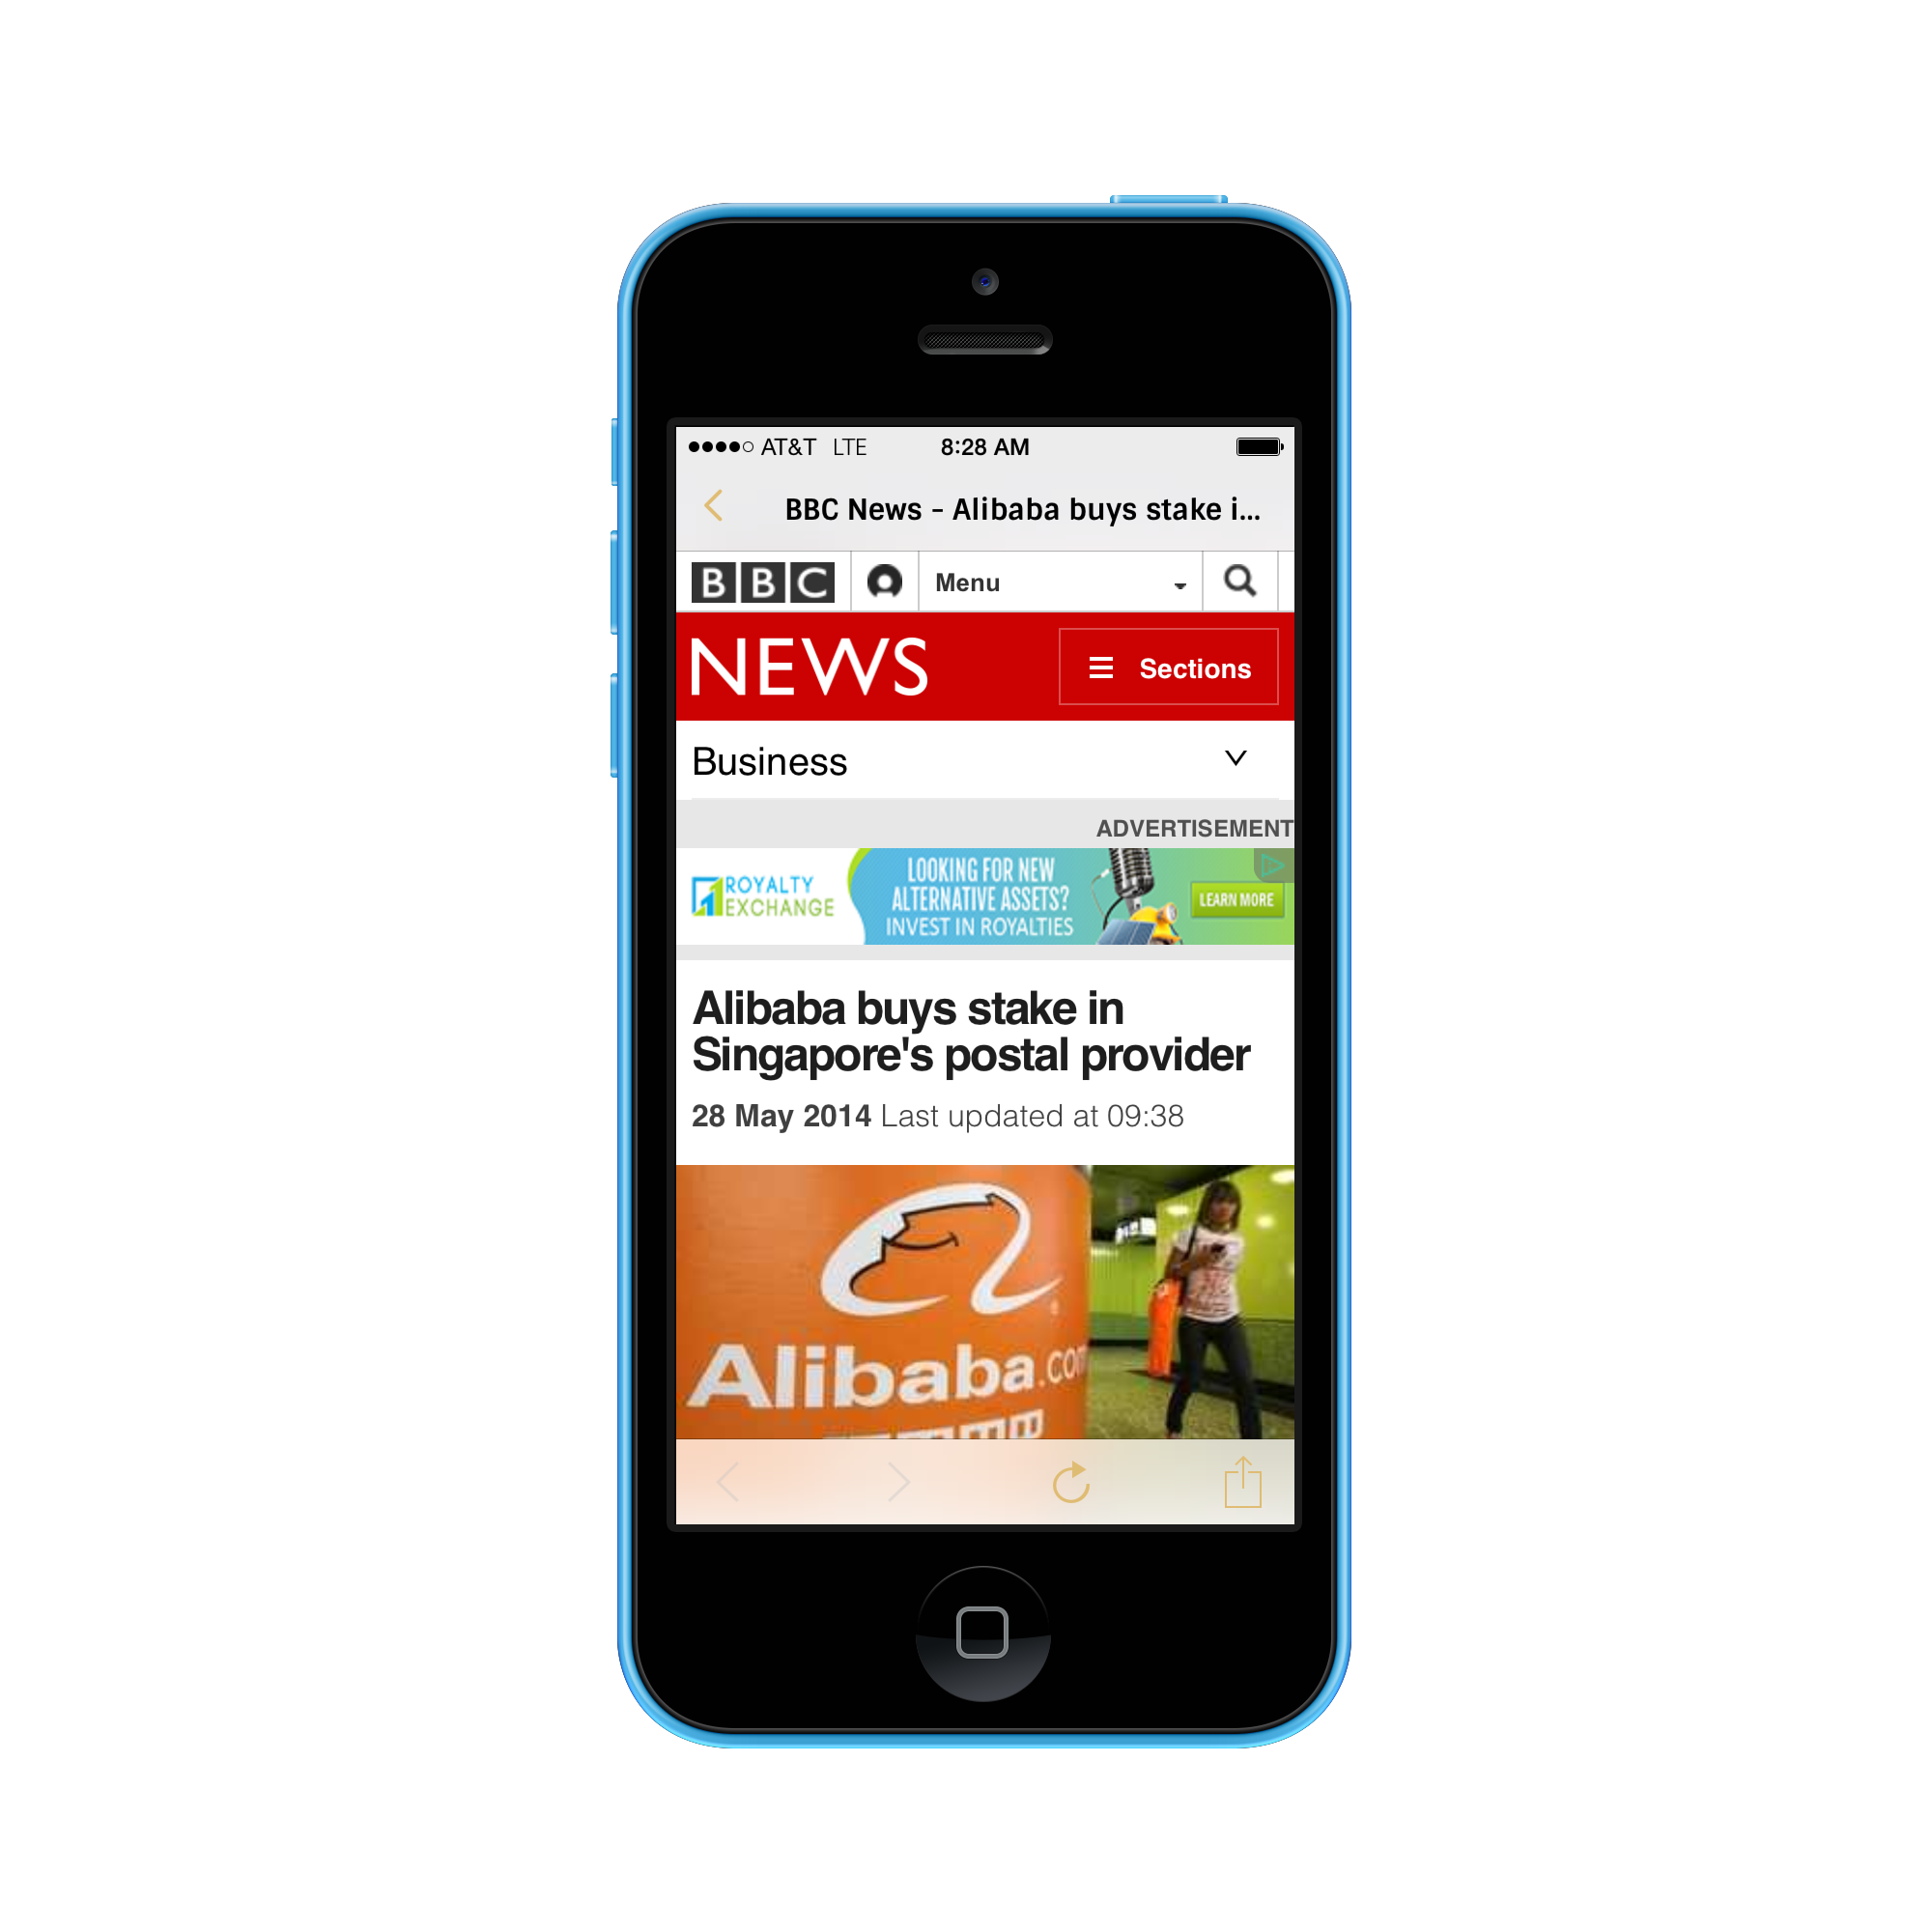 AT&T LTE 8:28 AM
BBC News - Alibaba buys stake i...
BBC Menu
NEWS Sections
Business
ADVERTISEMENT
ROYALTY
EXCHANGE
LOOKING FOR NEW
ALTERNATIVE ASSETS?
INVEST IN ROYALTIES
LEARN MORE
Alibaba buys stake in
Singapore's postal provider
28 May 2014 Last updated at 09:38
Alibaba.com